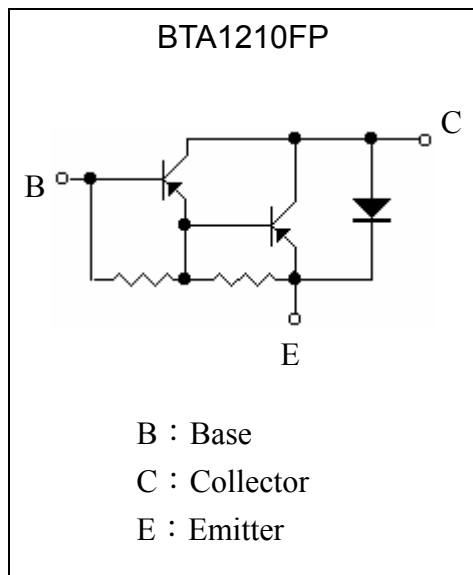 BTA1210FP
C
B
E
B：Base
C：Collector
E：Emitter